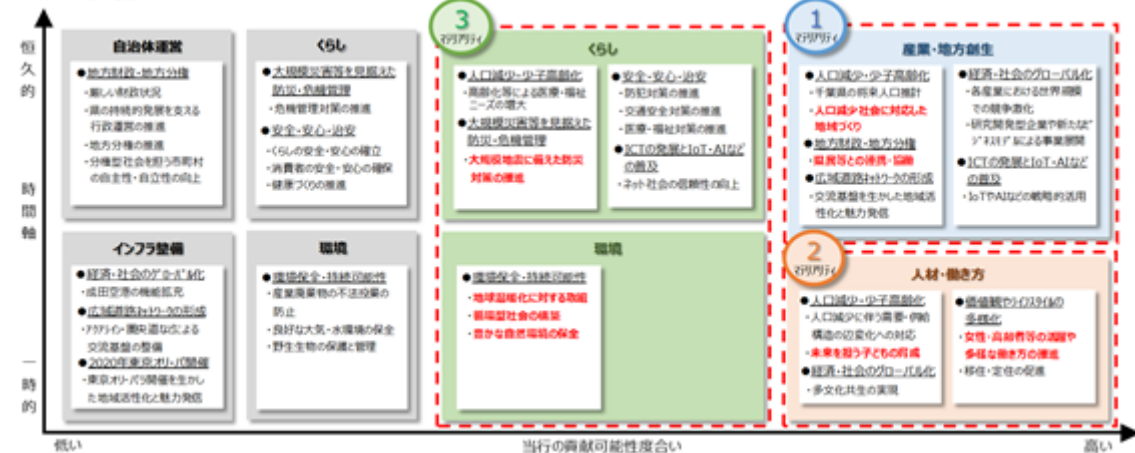 恒久的
時間軸
一時的
自治体運営
●地方財政・地方分権
・厳しい財政状況
・県の持続的発展を支える
行政運営の推進
・地方分権の推進
・分権型社会を担う市町村
の自主性・自立性の向上
くらし
●大規模災害等を見据えた
防災・危機管理
・危機管理対策の推進
●安全・安心・治安
・くらしの安全・安心の確立
・消費者の安全・安心の確保
・健康づくりの推進
3
マテリアリティ
くらし
●人口減少・少子高齢化
・高齢化等による医療・福祉
ニーズの増大
●大規模災害等を見据えた
防災・危機管理
・大規模地震に備えた防災
対策の推進
●安全・安心・治安
・防犯対策の推進
・交通安全対策の推進
・医療・福祉対策の推進
●ICTの発展とIoT・AIなど
の普及
・ネット社会の信頼性の向上
1
マテリアリティ
産業・地方創生
●人口減少・少子高齢化
・千葉県の将来人口推計
・人口減少社会に対応した
地域づくり
●地方財政・地方分権
・県民等との連携・協働
●広域道路ネットワークの形成
・交流基盤を生かした地域活
性化と魅力発信
●経済・社会のグローバル化
・各産業における世界規模
での競争激化
・研究開発型企業や新たなビ
ジネスモデルによる事業展開
●ICTの発展とIoT・AIなど
の普及
・IoTやAIなどの戦略的活用
インフラ整備
●経済・社会のグローバル化
・成田空港の機能拡充
●広域道路ネットワークの形成
・アクアライン・圏央道などによる
交流基盤の整備
●2020年東京オリ・パラ開催
・東京オリ・パラ開催を生かし
た地域活性化と魅力発信
環境
●環境保全・持続可能性
・産業廃棄物の不法投棄の
防止
・良好な大気・水環境の保全
・野生生物の保護と管理
環境
●環境保全・持続可能性
・地球温暖化に対する取組
・循環型社会の構築
・豊かな自然環境の保全
2
マテリアリティ
人材・働き方
●人口減少・少子高齢化
・人口減少に伴う需要・供給
構造の辺変化への対応
・未来を担う子どもの育成
●経済・社会のグローバル化
・多文化共生の実現
●価値観やライフスタイルの
多様化
・女性・高齢者等の活躍や
多様な働き方の推進
・移住・定住の促進
低い
当行の貢献可能性度合い
高い